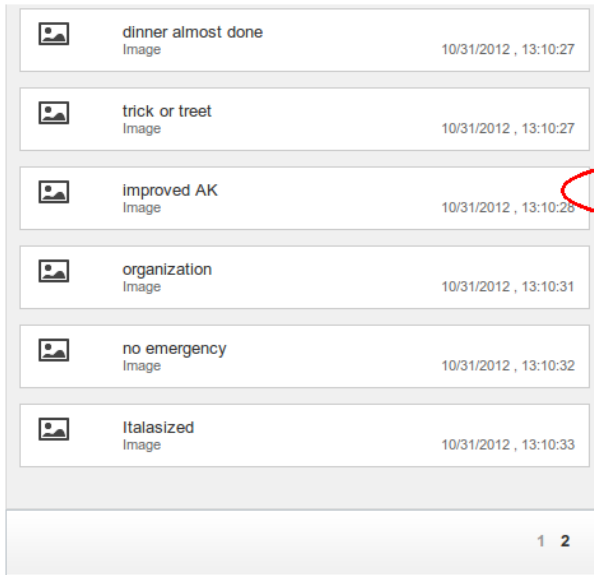 dinner almost done
Image
10/31/2012 , 13:10:27
trick or treet
Image
10/31/2012 , 13:10:27
improved AK
Image
10/31/2012 , 13:10:28
organization
Image
10/31/2012 , 13:10:31
no emergency
Image
10/31/2012 , 13:10:32
Italasized
Image
10/31/2012 , 13:10:33
1 2